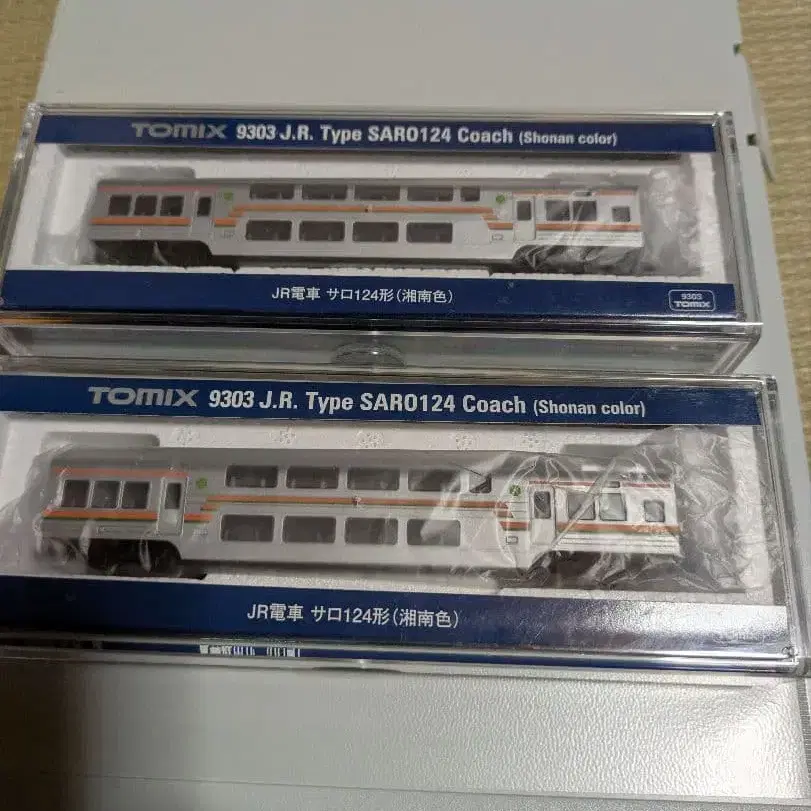 TOMIX 9303 J.R. Type SARO124 Coach (Shonan color)
JR電車 サロ124形(湘南色)
9303
TOMIX
TOMIX 9303 J.R. Type SARO124 Coach (Shonan color)
JR電車 サロ124形(湘南色)